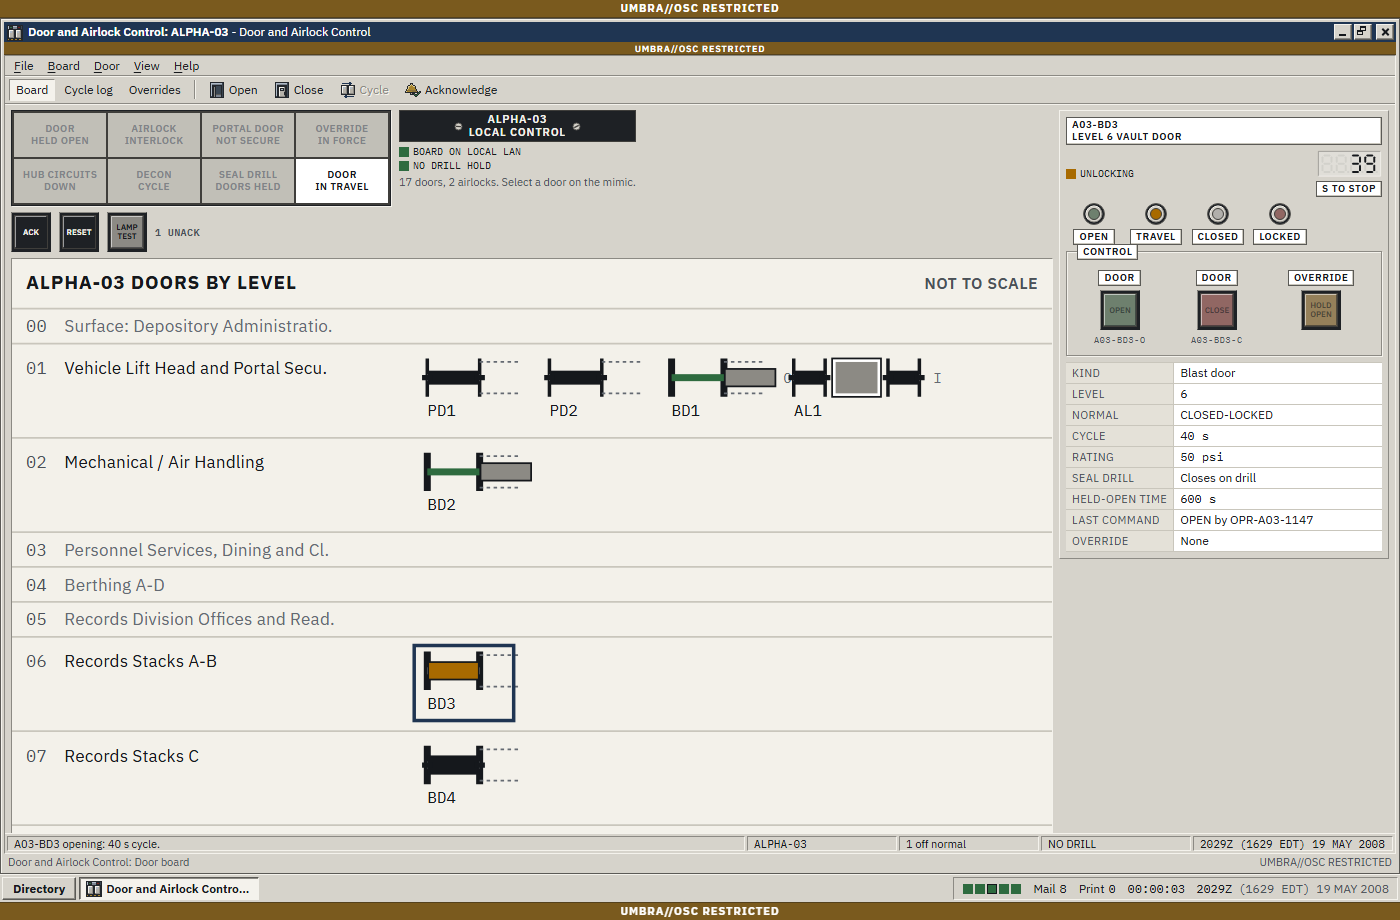 UMBRA//OSC RESTRICTED
Door and Airlock Control: ALPHA-03 - Door and Airlock Control
UMBRA//OSC RESTRICTED
File Board Door View Help
Board Cycle log Overrides Open Close Cycle Acknowledge
DOOR HELD OPEN
AIRLOCK INTERLOCK
PORTAL DOOR NOT SECURE
OVERRIDE IN FORCE
HUB CIRCUITS DOWN
DECON CYCLE
SEAL DRILL DOORS HELD
DOOR IN TRAVEL
ALPHA-03
LOCAL CONTROL
BOARD ON LOCAL LAN
NO DRILL HOLD
17 doors, 2 airlocks. Select a door on the mimic.
ACK RESET LAMP TEST 1 UNACK
ALPHA-03 DOORS BY LEVEL NOT TO SCALE
00 Surface: Depository Administratio.
01 Vehicle Lift Head and Portal Secu.
O I
PD1 PD2 BD1 AL1
02 Mechanical / Air Handling
BD2
03 Personnel Services, Dining and Cl.
04 Berthing A-D
05 Records Division Offices and Read.
06 Records Stacks A-B
BD3
07 Records Stacks C
BD4
A03-BD3
LEVEL 6 VAULT DOOR
UNLOCKING
39
S TO STOP
OPEN TRAVEL CLOSED LOCKED
CONTROL
DOOR DOOR OVERRIDE
OPEN CLOSE HOLD OPEN
A03-BD3-O A03-BD3-C
KIND Blast door
LEVEL 6
NORMAL CLOSED-LOCKED
CYCLE 40 s
RATING 50 psi
SEAL DRILL Closes on drill
HELD-OPEN TIME 600 s
LAST COMMAND OPEN by OPR-A03-1147
OVERRIDE None
A03-BD3 opening: 40 s cycle. ALPHA-03 1 off normal NO DRILL 2029Z (1629 EDT) 19 MAY 2008
Door and Airlock Control: Door board UMBRA//OSC RESTRICTED
Directory Door and Airlock Contro... Mail 8 Print 0 00:00:03 2029Z (1629 EDT) 19 MAY 2008
UMBRA//OSC RESTRICTED